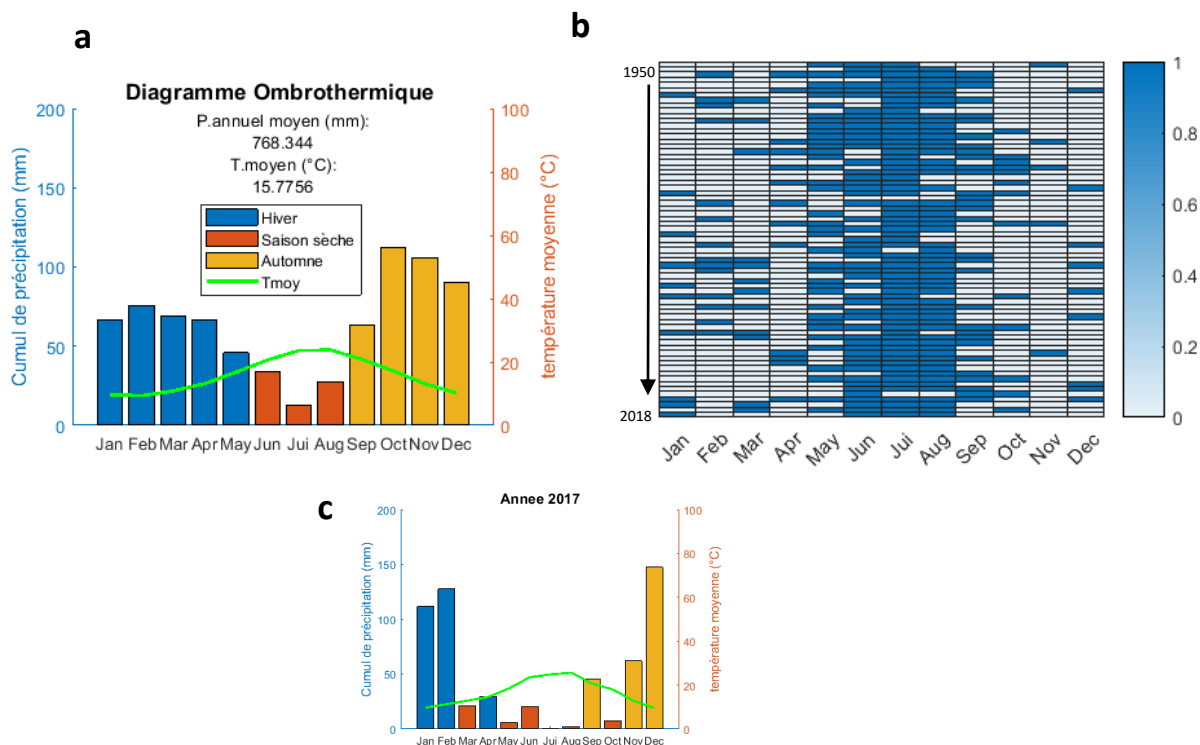 a
Diagramme Ombrothermique
P.annuel moyen (mm):
768.344
T.moyen (°C):
15.7756
Hiver
Saison sèche
Automne
Tmoy
Cumul de précipitation (mm)
200
150
100
50
0
température moyenne (°C)
100
80
60
40
20
0
Jan Feb Mar Apr May Jun Jui Aug Sep Oct Nov Dec
b
1950
2018
1
0.8
0.6
0.4
0.2
0
Jan Feb Mar Apr May Jun Jui Aug Sep Oct Nov Dec
c
Annee 2017
Cumul de précipitation (mm)
200
150
100
50
0
température moyenne (°C)
100
80
60
40
20
0
Jan Feb Mar Apr May Jun Jui Aug Sep Oct Nov Dec